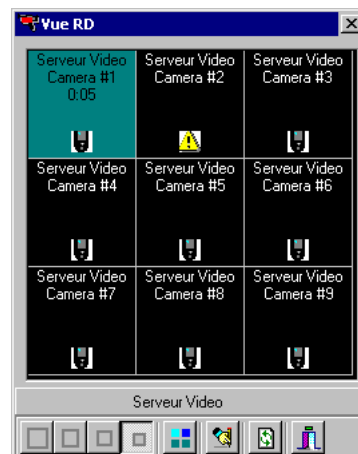 Vue RD
Serveur Video Serveur Video Serveur Video
Camera #1 Camera #2 Camera #3
0:05
Serveur Video Serveur Video Serveur Video
Camera #4 Camera #5 Camera #6
Serveur Video Serveur Video Serveur Video
Camera #7 Camera #8 Camera #9
Serveur Video